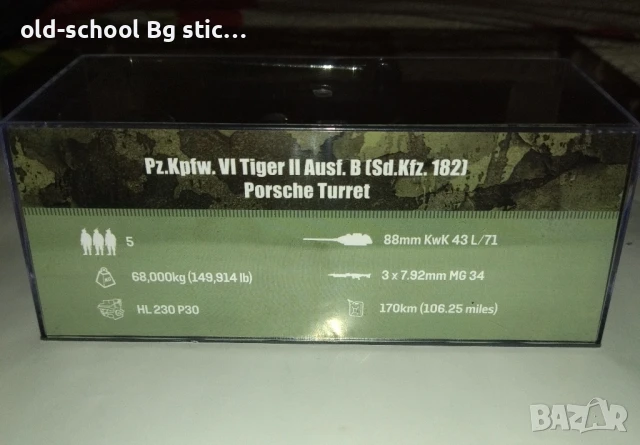 old-school Bg stic...
Pz.Kpfw. VI Tiger II Ausf. B (Sd.Kfz. 182)
Porsche Turret
5
88mm KwK 43 L/71
68,000kg (149,914 lb)
3 x 7.92mm MG 34
HL 230 P30
170km (106.25 miles)
BAZAR